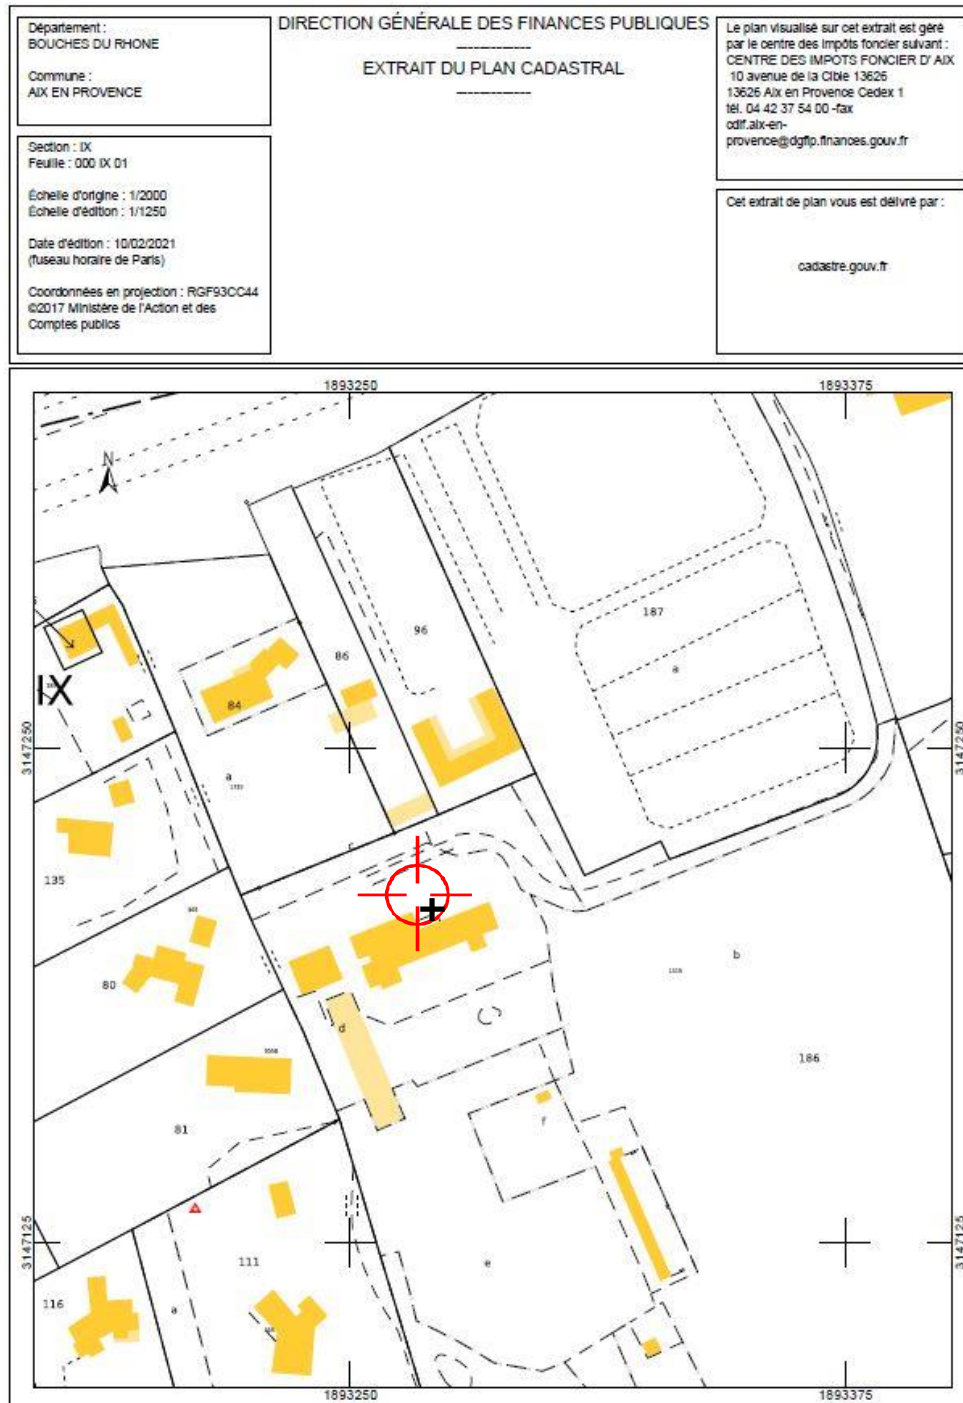 Département :
BOUCHES DU RHONE
Commune :
AIX EN PROVENCE
Section : IX
Feuille : 000 IX 01
Échelle d'origine : 1/2000
Échelle d'édition : 1/1250
Date d'édition : 10/02/2021
(fuseau horaire de Paris)
Coordonnées en projection : RGF93CC44
©2017 Ministère de l'Action et des
Comptes publics
DIRECTION GÉNÉRALE DES FINANCES PUBLIQUES
EXTRAIT DU PLAN CADASTRAL
Le plan visualisé sur cet extrait est géré
par le centre des impôts foncier suivant :
CENTRE DES IMPOTS FONCIER D' AIX
10 avenue de la Cible 13626
13626 Aix en Provence Cedex 1
tél. 04 42 37 54 00 -fax
cdif.aix-en-
provence@dgfip.finances.gouv.fr
Cet extrait de plan vous est délivré par :
cadastre.gouv.fr
1893250
1893375
N
187
96
86
a
IX
84
3147250
3147250
a
135
b
80
d
186
81
f
3147125
3147125
111
e
116
a
1893250
1893375